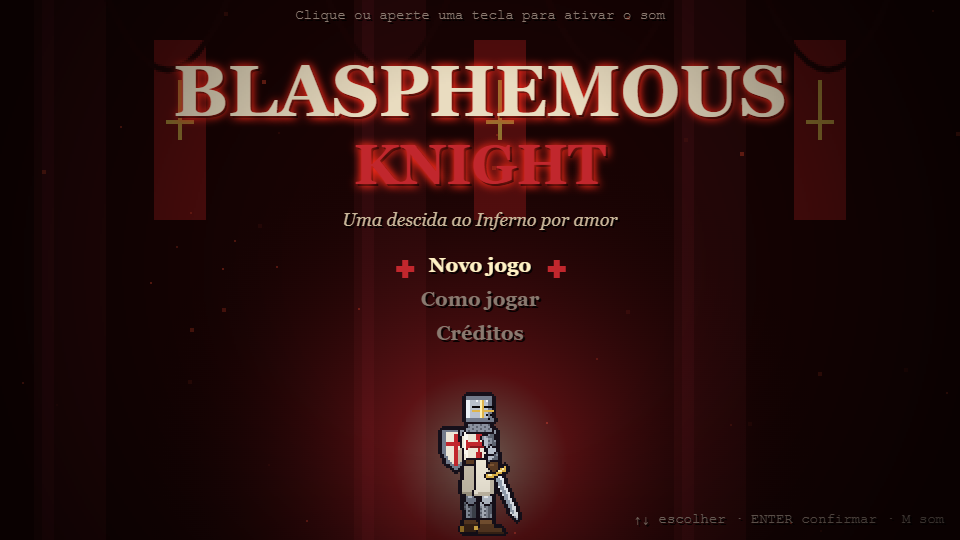 Clique ou aperte uma tecla para ativar o som
BLASPHEMOUS
KNIGHT
Uma descida ao Inferno por amor
Novo jogo
Como jogar
Créditos
↑↓ escolher · ENTER confirmar · M som